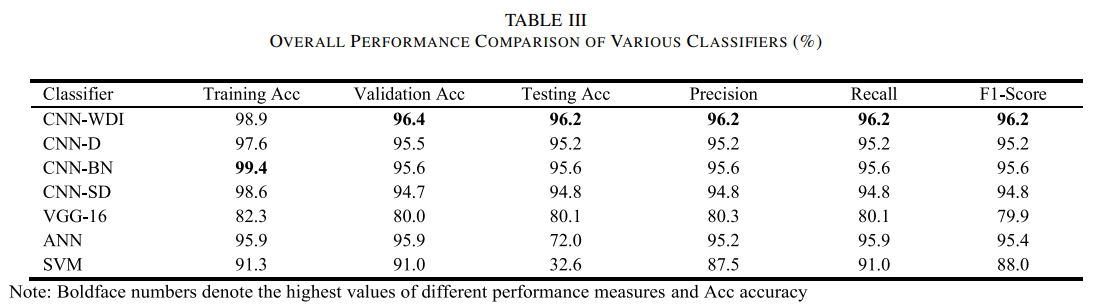 TABLE III
OVERALL PERFORMANCE COMPARISON OF VARIOUS CLASSIFIERS (%)
Classifier Training Acc Validation Acc Testing Acc Precision Recall F1-Score
CNN-WDI 98.9 96.4 96.2 96.2 96.2 96.2
CNN-D 97.6 95.5 95.2 95.2 95.2 95.2
CNN-BN 99.4 95.6 95.6 95.6 95.6 95.6
CNN-SD 98.6 94.7 94.8 94.8 94.8 94.8
VGG-16 82.3 80.0 80.1 80.3 80.1 79.9
ANN 95.9 95.9 72.0 95.2 95.9 95.4
SVM 91.3 91.0 32.6 87.5 91.0 88.0
Note: Boldface numbers denote the highest values of different performance measures and Acc accuracy